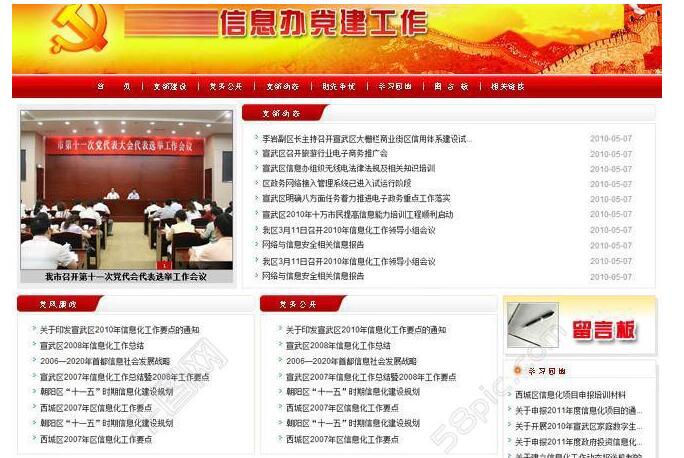 信息办党建工作
首 页 | 支部建设 | 党务公开 | 支部动态 | 创先争优 | 学习园地 | 留 言 板 | 相关链接
市第十一次党代表大会代表选举工作会议
我市召开第十一次党代会代表选举工作会议
支部动态
李岩副区长主持召开宣武区大栅栏商业街区信用体系建设试... 2010-05-07
宣武区召开旅游行业电子商务推广会 2010-05-07
宣武区信息办组织无线电法律法规及相关知识培训 2010-05-07
区政务网络接入管理系统已进入试运行阶段 2010-05-07
宣武区明确八方面任务着力推进电子政务重点工作落实 2010-05-07
宣武区2010年十万市民提高信息能力培训工程顺利启动 2010-05-07
我区3月11日召开2010年信息化工作领导小组会议 2010-05-07
网络与信息安全相关信息报告 2010-05-07
我区3月11日召开2010年信息化工作领导小组会议 2010-05-07
网络与信息安全相关信息报告 2010-05-07
党风廉政
关于印发宣武区2010年信息化工作要点的通知
宣武区2008年信息化工作总结
2006—2020年首都信息社会发展战略
宣武区2007年信息化工作总结暨2008年工作要点
朝阳区“十一五”时期信息化建设规划
西城区2007年区信息化工作要点
朝阳区“十一五”时期信息化建设规划
西城区2007年区信息化工作要点
党务公开
关于印发宣武区2010年信息化工作要点的通知
宣武区2008年信息化工作总结
2006—2020年首都信息社会发展战略
宣武区2007年信息化工作总结暨2008年工作要点
朝阳区“十一五”时期信息化建设规划
西城区2007年区信息化工作要点
朝阳区“十一五”时期信息化建设规划
西城区2007年区信息化工作要点
留言板
学习园地
西城区信息化项目申报培训材料
关于申报2011年度信息化项目的通...
关于开展2010年宣武区家庭数字生...
关于申报2011年度政府投资信息化...
58pic.com